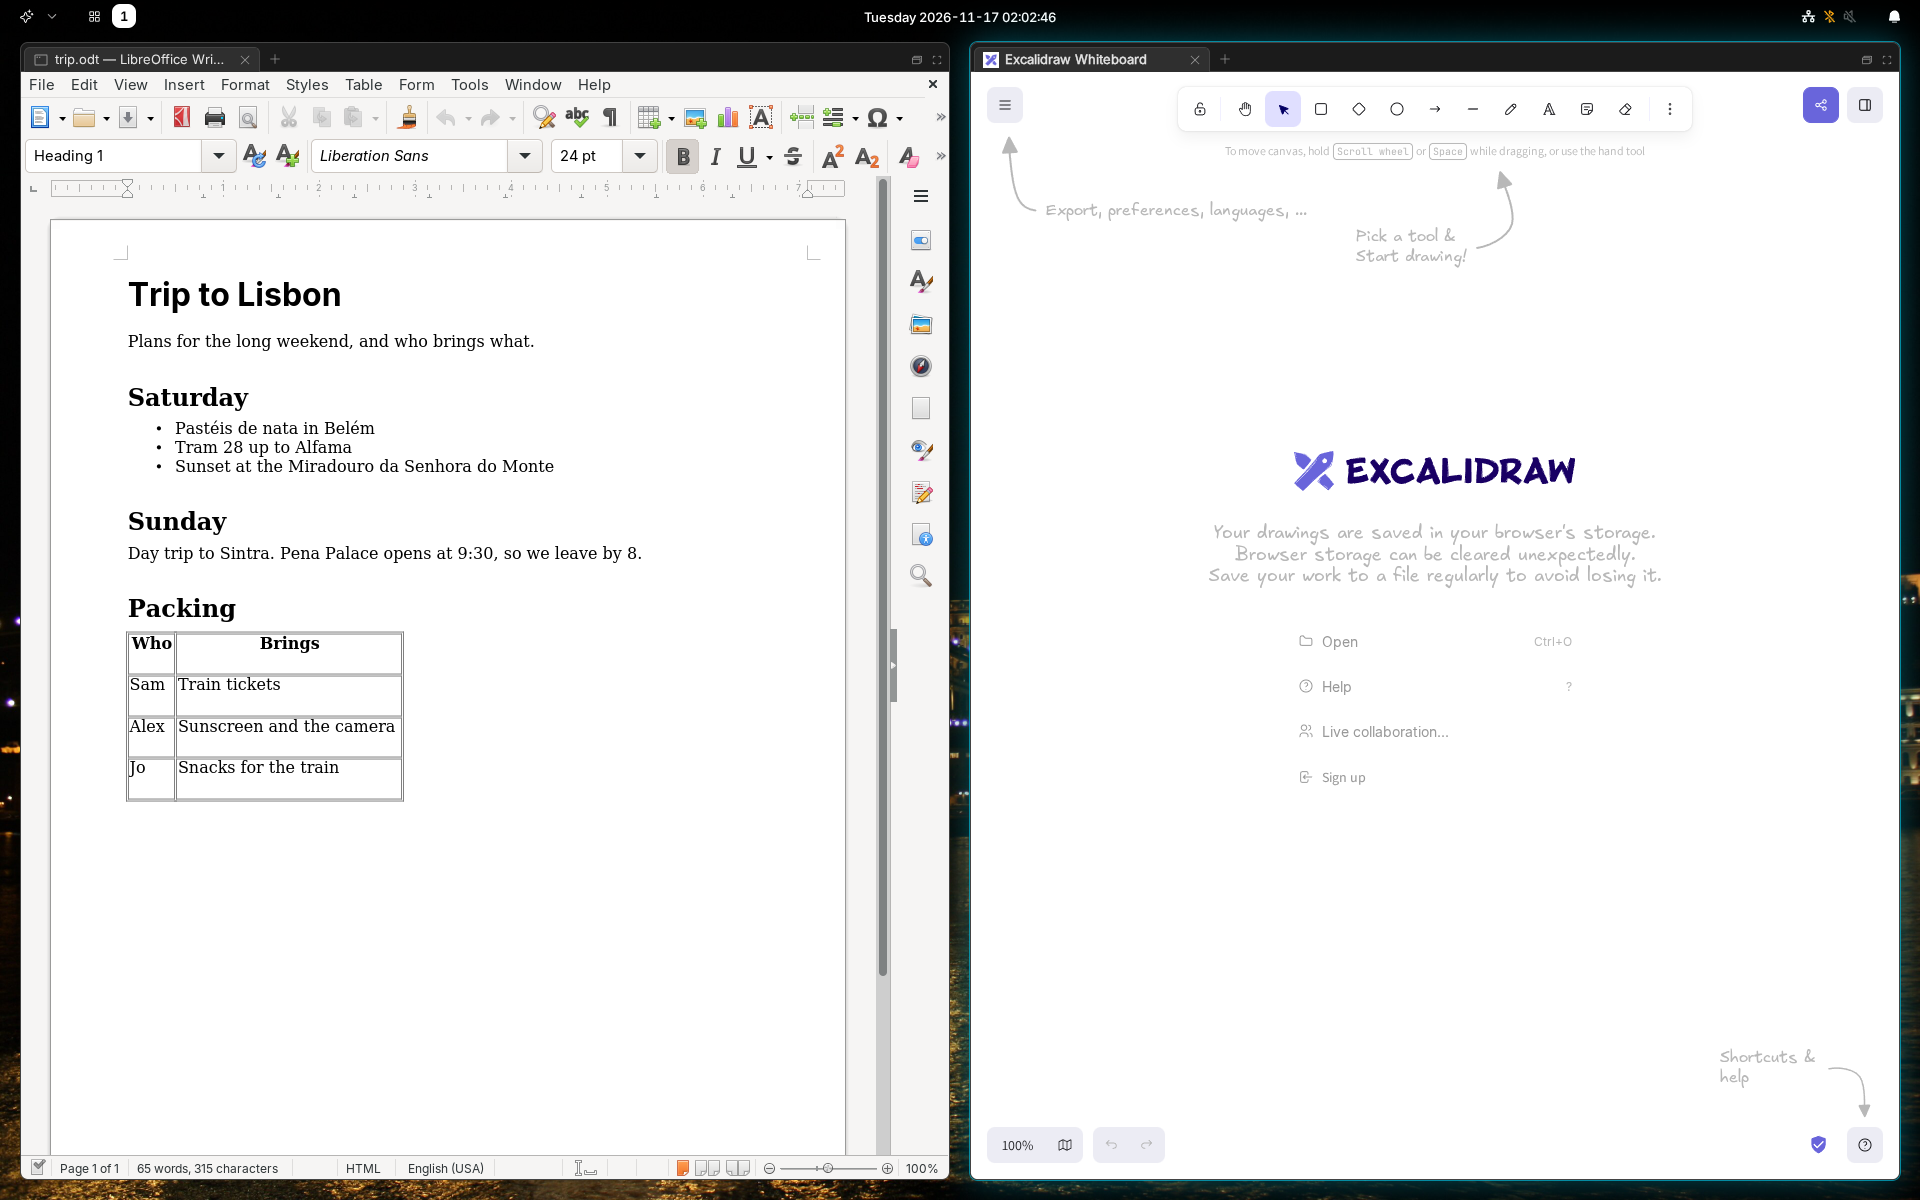 1
Tuesday 2026-11-17 02:02:46
trip.odt — LibreOffice Wri...
File Edit View Insert Format Styles Table Form Tools Window Help
Heading 1
Liberation Sans
24 pt
1 2 3 4 5 6 7
Trip to Lisbon
Plans for the long weekend, and who brings what.
Saturday
• Pastéis de nata in Belém
• Tram 28 up to Alfama
• Sunset at the Miradouro da Senhora do Monte
Sunday
Day trip to Sintra. Pena Palace opens at 9:30, so we leave by 8.
Packing
Who Brings
Sam Train tickets
Alex Sunscreen and the camera
Jo Snacks for the train
Page 1 of 1
65 words, 315 characters
HTML
English (USA)
100%
Excalidraw Whiteboard
To move canvas, hold Scroll wheel or Space while dragging, or use the hand tool
Export, preferences, languages, ...
Pick a tool &
Start drawing!
EXCALIDRAW
Your drawings are saved in your browser's storage.
Browser storage can be cleared unexpectedly.
Save your work to a file regularly to avoid losing it.
Open Ctrl+O
Help ?
Live collaboration...
Sign up
Shortcuts &
help
100%